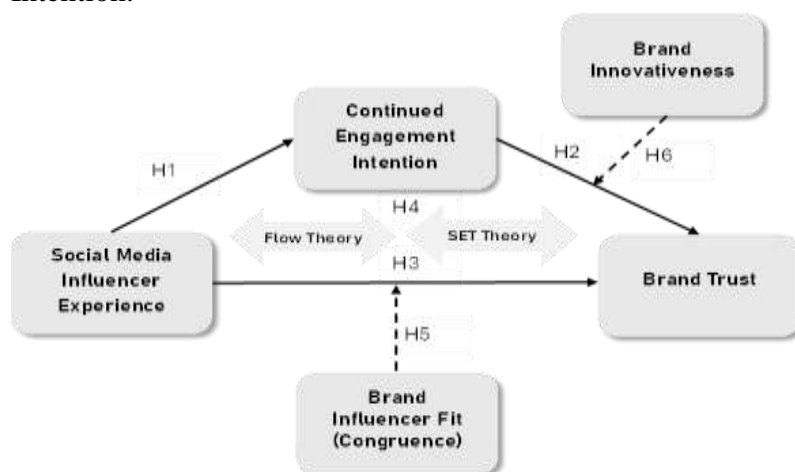 Intention.
Brand
Innovativeness
Continued
Engagement
Intention
H1
H2
H6
H4
Flow Theory
SET Theory
Social Media
Influencer
Experience
H3
Brand Trust
H5
Brand
Influencer Fit
(Congruence)